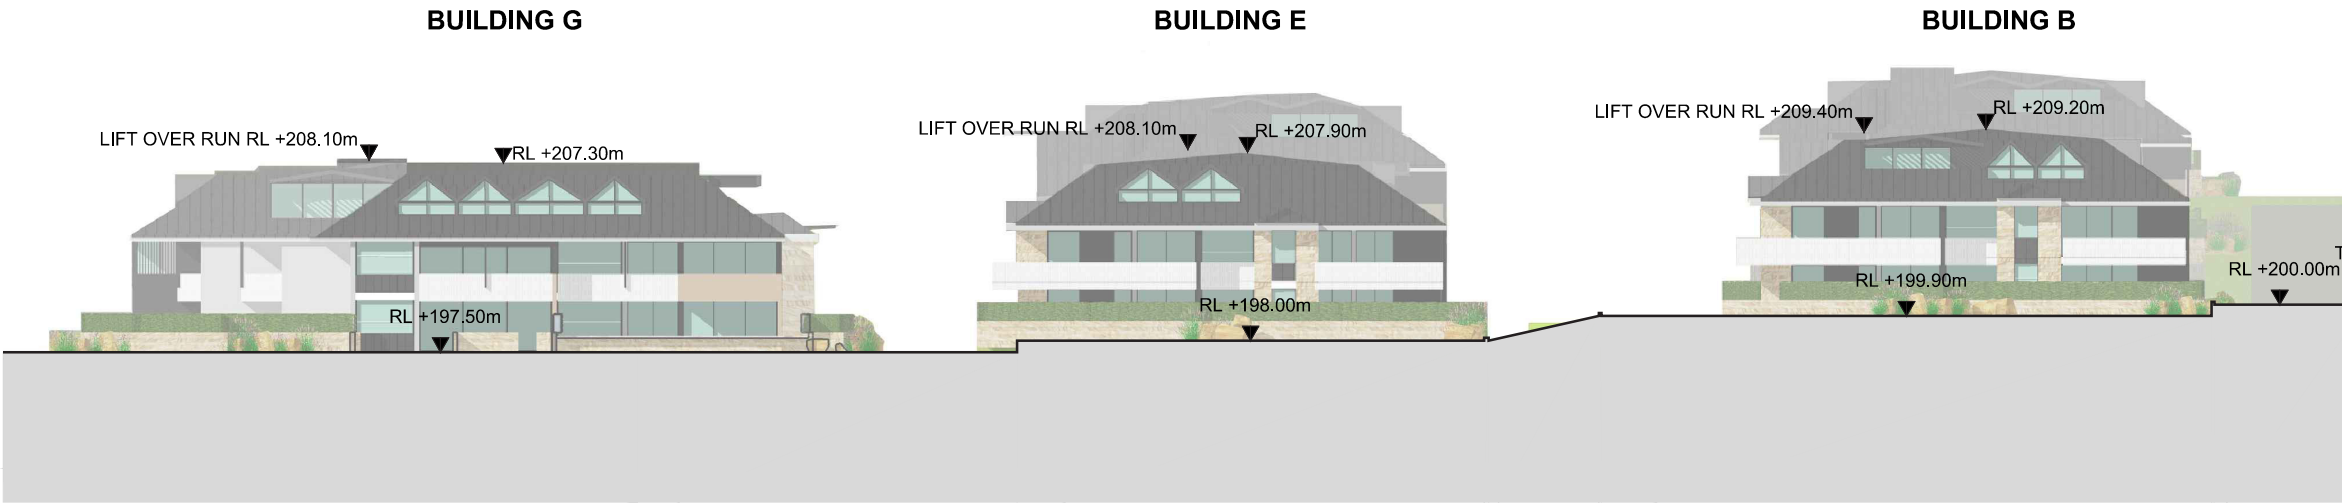 BUILDING G
BUILDING E
BUILDING B
LIFT OVER RUN RL +208.10m
RL +207.30m
RL +197.50m
LIFT OVER RUN RL +208.10m
RL +207.90m
RL +198.00m
LIFT OVER RUN RL +209.40m
RL +209.20m
RL +199.90m
T
RL +200.00m